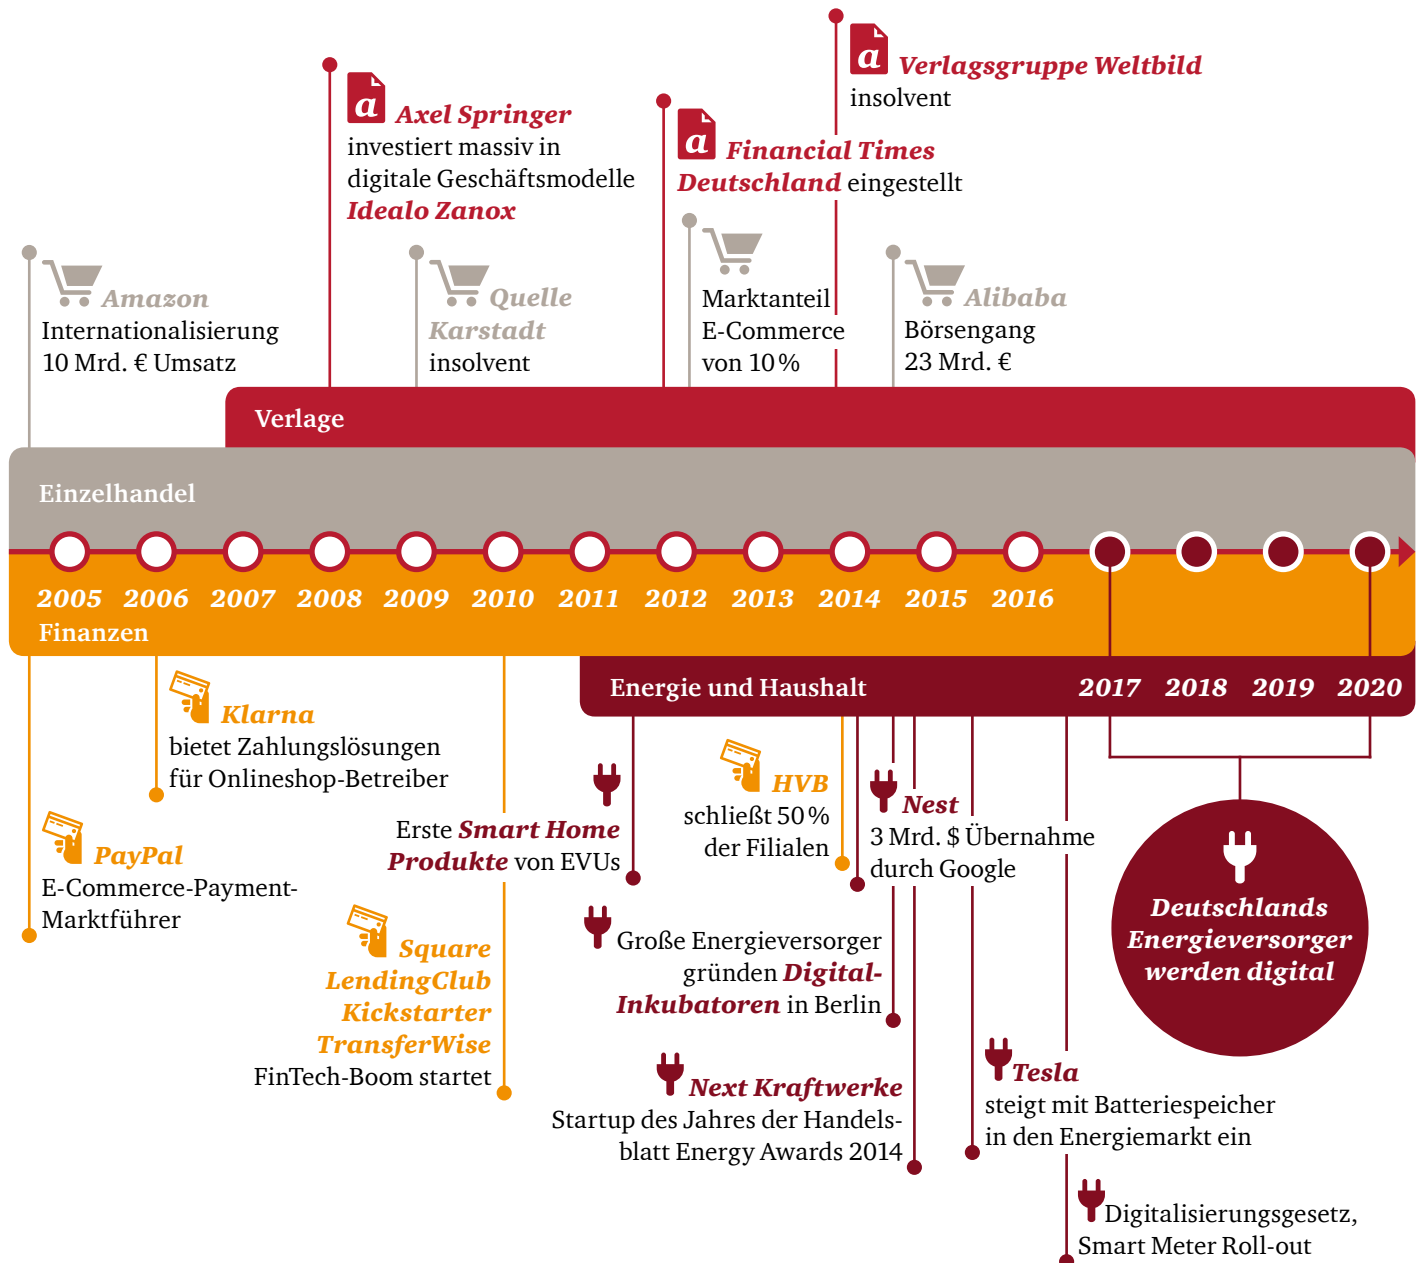 a
Verlagsgruppe Weltbild
insolvent
a
Axel Springer
investiert massiv in
digitale Geschäftsmodelle
Idealo Zanox
a
Financial Times
Deutschland eingestellt
Amazon
Internationalisierung
10 Mrd. € Umsatz
Quelle
Karstadt
insolvent
Marktanteil
E-Commerce
von 10 %
Alibaba
Börsengang
23 Mrd. €
Verlage
Einzelhandel
2005 2006 2007 2008 2009 2010 2011 2012 2013 2014 2015 2016
Finanzen
Energie und Haushalt
2017 2018 2019 2020
Klarna
bietet Zahlungslösungen
für Onlineshop-Betreiber
PayPal
E-Commerce-Payment-
Marktführer
Erste Smart Home
Produkte von EVUs
HVB
schließt 50 %
der Filialen
Nest
3 Mrd. $ Übernahme
durch Google
Square
LendingClub
Kickstarter
TransferWise
FinTech-Boom startet
Große Energieversorger
gründen Digital-
Inkubatoren in Berlin
Deutschlands
Energieversorger
werden digital
Next Kraftwerke
Startup des Jahres der Handels-
blatt Energy Awards 2014
Tesla
steigt mit Batteriespeicher
in den Energiemarkt ein
Digitalisierungsgesetz,
Smart Meter Roll-out